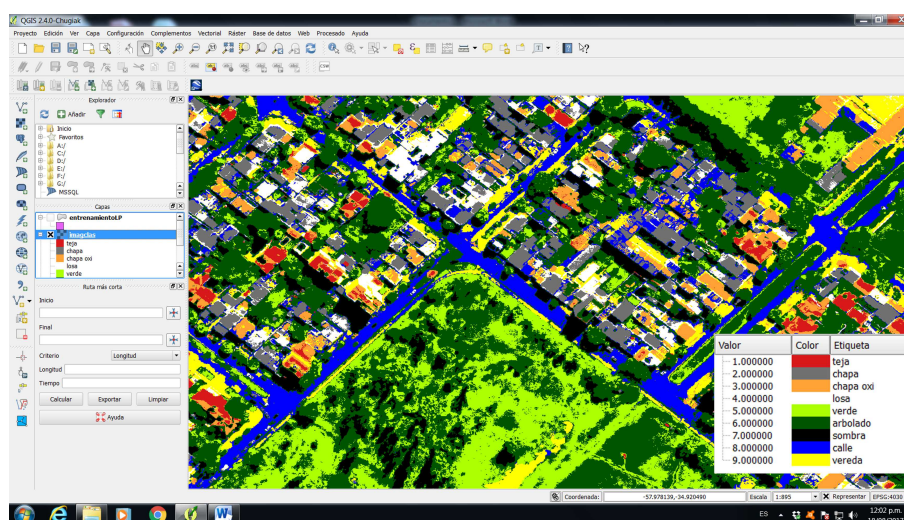 QGIS 2.4.0-Chugiak
Proyecto Edición Ver Capa Configuración Complementos Vectorial Ráster Base de datos Web Procesado Ayuda
CSW
Explorador
Añadir
Inicio
Favoritos
A:/
C:/
D:/
E:/
F:/
G:/
MSSQL
Capas
entrenamientoLP
imagclas
teja
chapa
chapa oxi
losa
verde
Ruta más corta
Inicio
Final
Criterio Longitud
Longitud
Tiempo
Calcular Exportar Limpiar
Ayuda
Valor Color Etiqueta
1.000000 teja
2.000000 chapa
3.000000 chapa oxi
4.000000 losa
5.000000 verde
6.000000 arbolado
7.000000 sombra
8.000000 calle
9.000000 vereda
Coordenada: -57.978139,-34.920490 Escala 1:895 Representar EPSG:4030
ES 12:02 p.m.